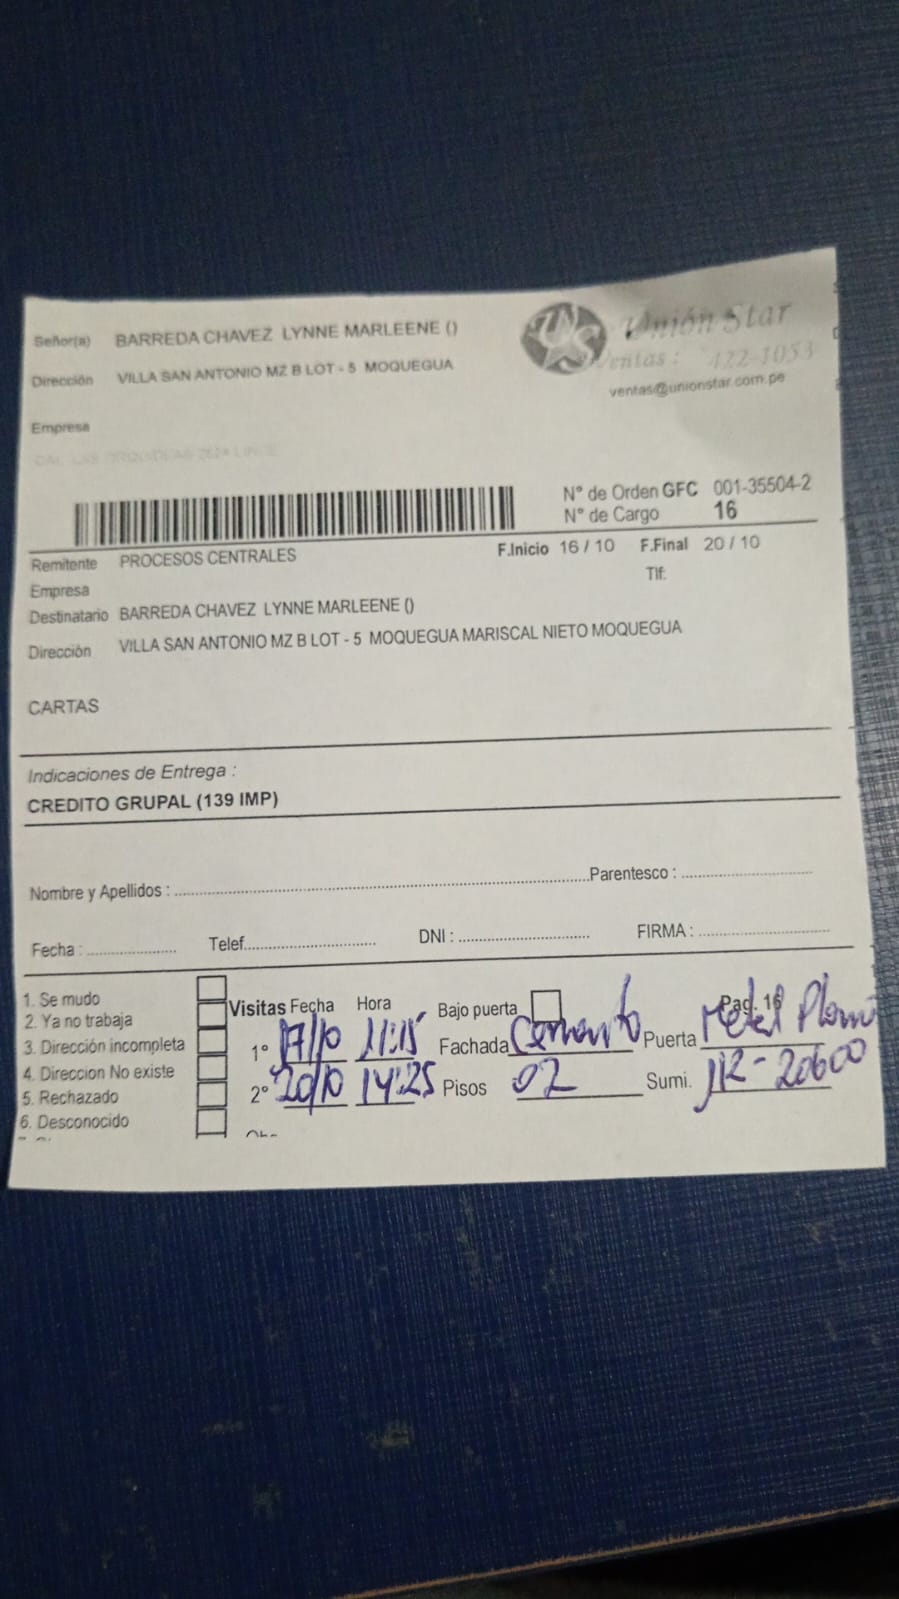 Señor(a) BARREDA CHAVEZ LYNNE MARLEENE ()
Unión Star
Ventas : 422-1053
ventas@unionstar.com.pe
Dirección VILLA SAN ANTONIO MZ B LOT - 5 MOQUEGUA
Empresa
N° de Orden GFC 001-35504-2
N° de Cargo 16
Remitente PROCESOS CENTRALES
F.Inicio 16 / 10 F.Final 20 / 10
Empresa
Tlf:
Destinatario BARREDA CHAVEZ LYNNE MARLEENE ()
Dirección VILLA SAN ANTONIO MZ B LOT - 5 MOQUEGUA MARISCAL NIETO MOQUEGUA
CARTAS
Indicaciones de Entrega :
CREDITO GRUPAL (139 IMP)
Nombre y Apellidos : Parentesco :
Fecha : Telef. DNI : FIRMA :
1. Se mudo
2. Ya no trabaja
3. Dirección incompleta
4. Direccion No existe
5. Rechazado
6. Desconocido
Visitas Fecha Hora Bajo puerta Pag. 16
1° 17/10 11:15 Fachada Cemento Puerta Metal Plomo
2° 20/10 14:25 Pisos 02 Sumi. 112-20600